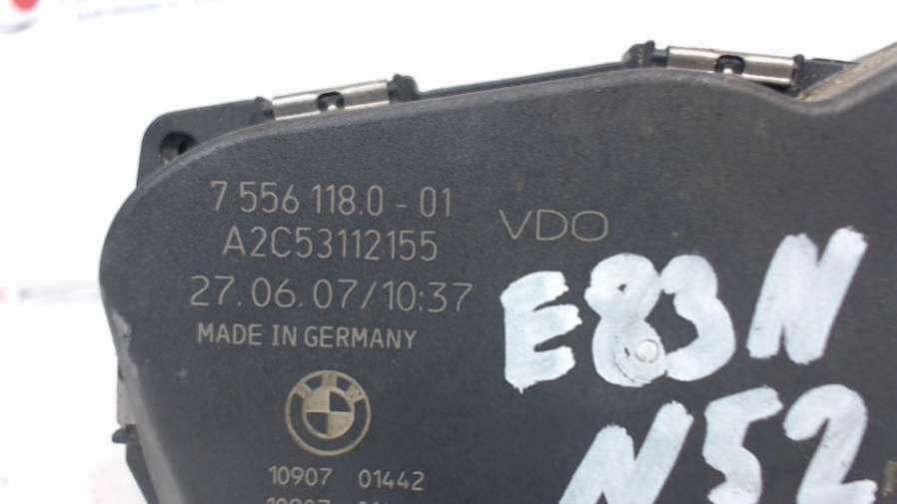 7 556 118.0 - 01
A2C53112155
VDO
27.06.07/10:37
MADE IN GERMANY
E83N
BMW
N52
10907 01442